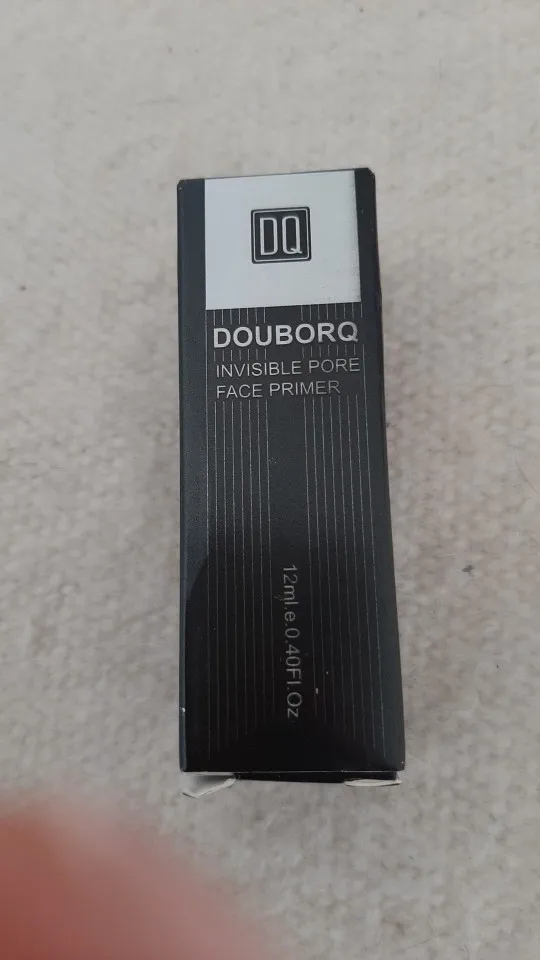 DQ
DOUBORQ
INVISIBLE PORE
FACE PRIMER
12ml.e.0.40Fl.Oz